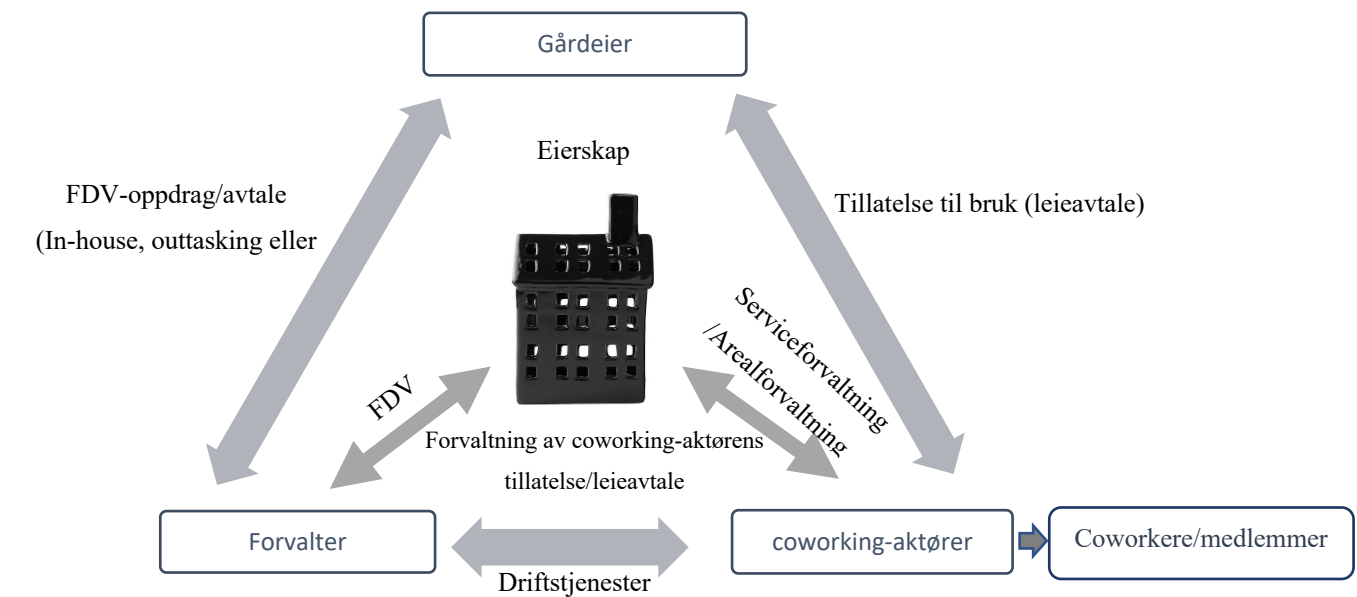 Gårdeier
Eierskap
FDV-oppdrag/avtale
(In-house, outtasking eller
Tillatelse til bruk (leieavtale)
Serviceforvaltning
/Arealforvaltning
FDV
Forvaltning av coworking-aktørens
tillatelse/leieavtale
Forvalter
Driftstjenester
coworking-aktører
Coworkere/medlemmer